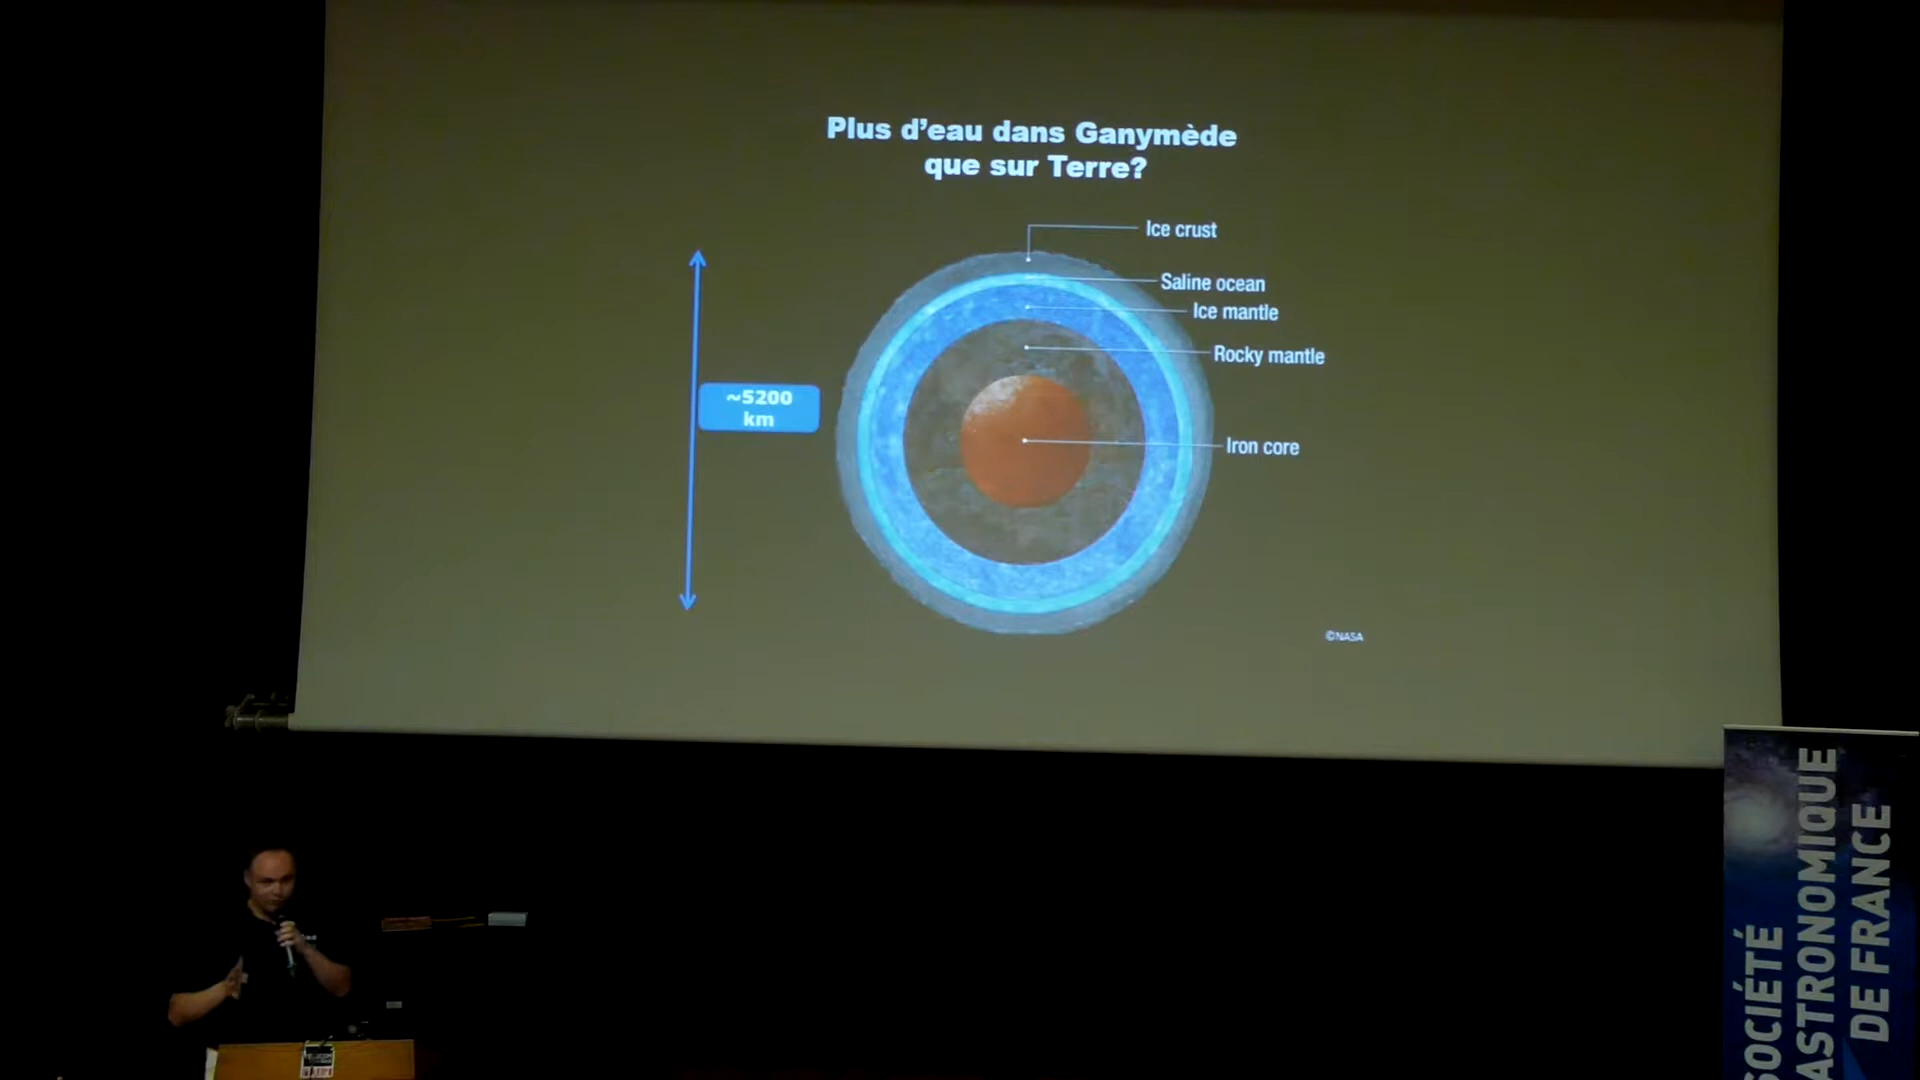 Plus d'eau dans Ganymède
que sur Terre?
Ice crust
Saline ocean
Ice mantle
Rocky mantle
~5200
km
Iron core
©NASA
SOCIÉTÉ
ASTRONOMIQUE
DE FRANCE